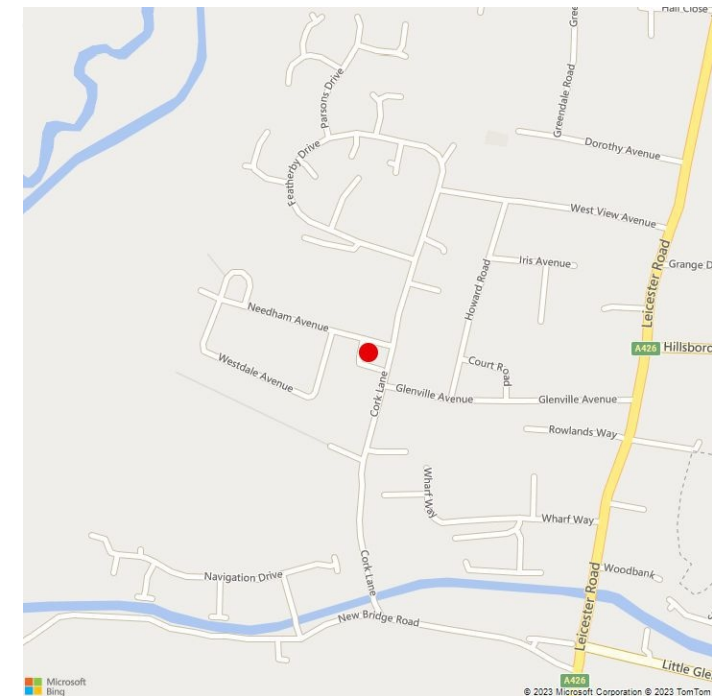 Hall Close
Parsons Drive
Greendale Road
Dorothy Avenue
Featherby Drive
West View Avenue
Iris Avenue
Howard Road
Leicester Road
Grange D
Needham Avenue
A426
Hillsboro
Westdale Avenue
Court Road
Cork Lane
Glenville Avenue
Glenville Avenue
Rowlands Way
Wharf Way
Wharf Way
Cork Lane
Woodbank
Navigation Drive
New Bridge Road
Leicester Road
Little Gle
A426
Microsoft
Bing
© 2023 Microsoft Corporation © 2023 TomTom